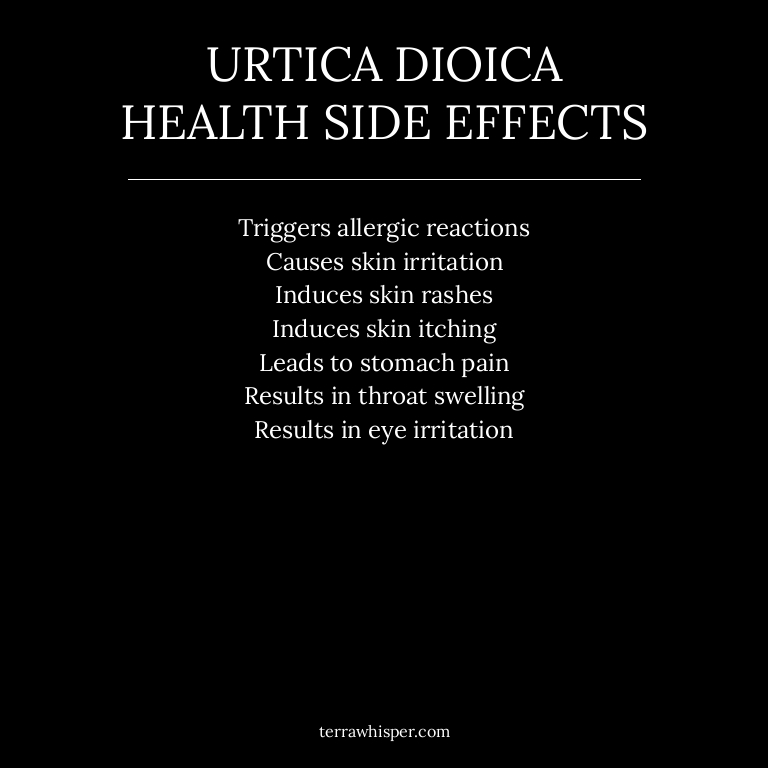 URTICA DIOICA
HEALTH SIDE EFFECTS
Triggers allergic reactions
Causes skin irritation
Induces skin rashes
Induces skin itching
Leads to stomach pain
Results in throat swelling
Results in eye irritation
terrawhisper.com